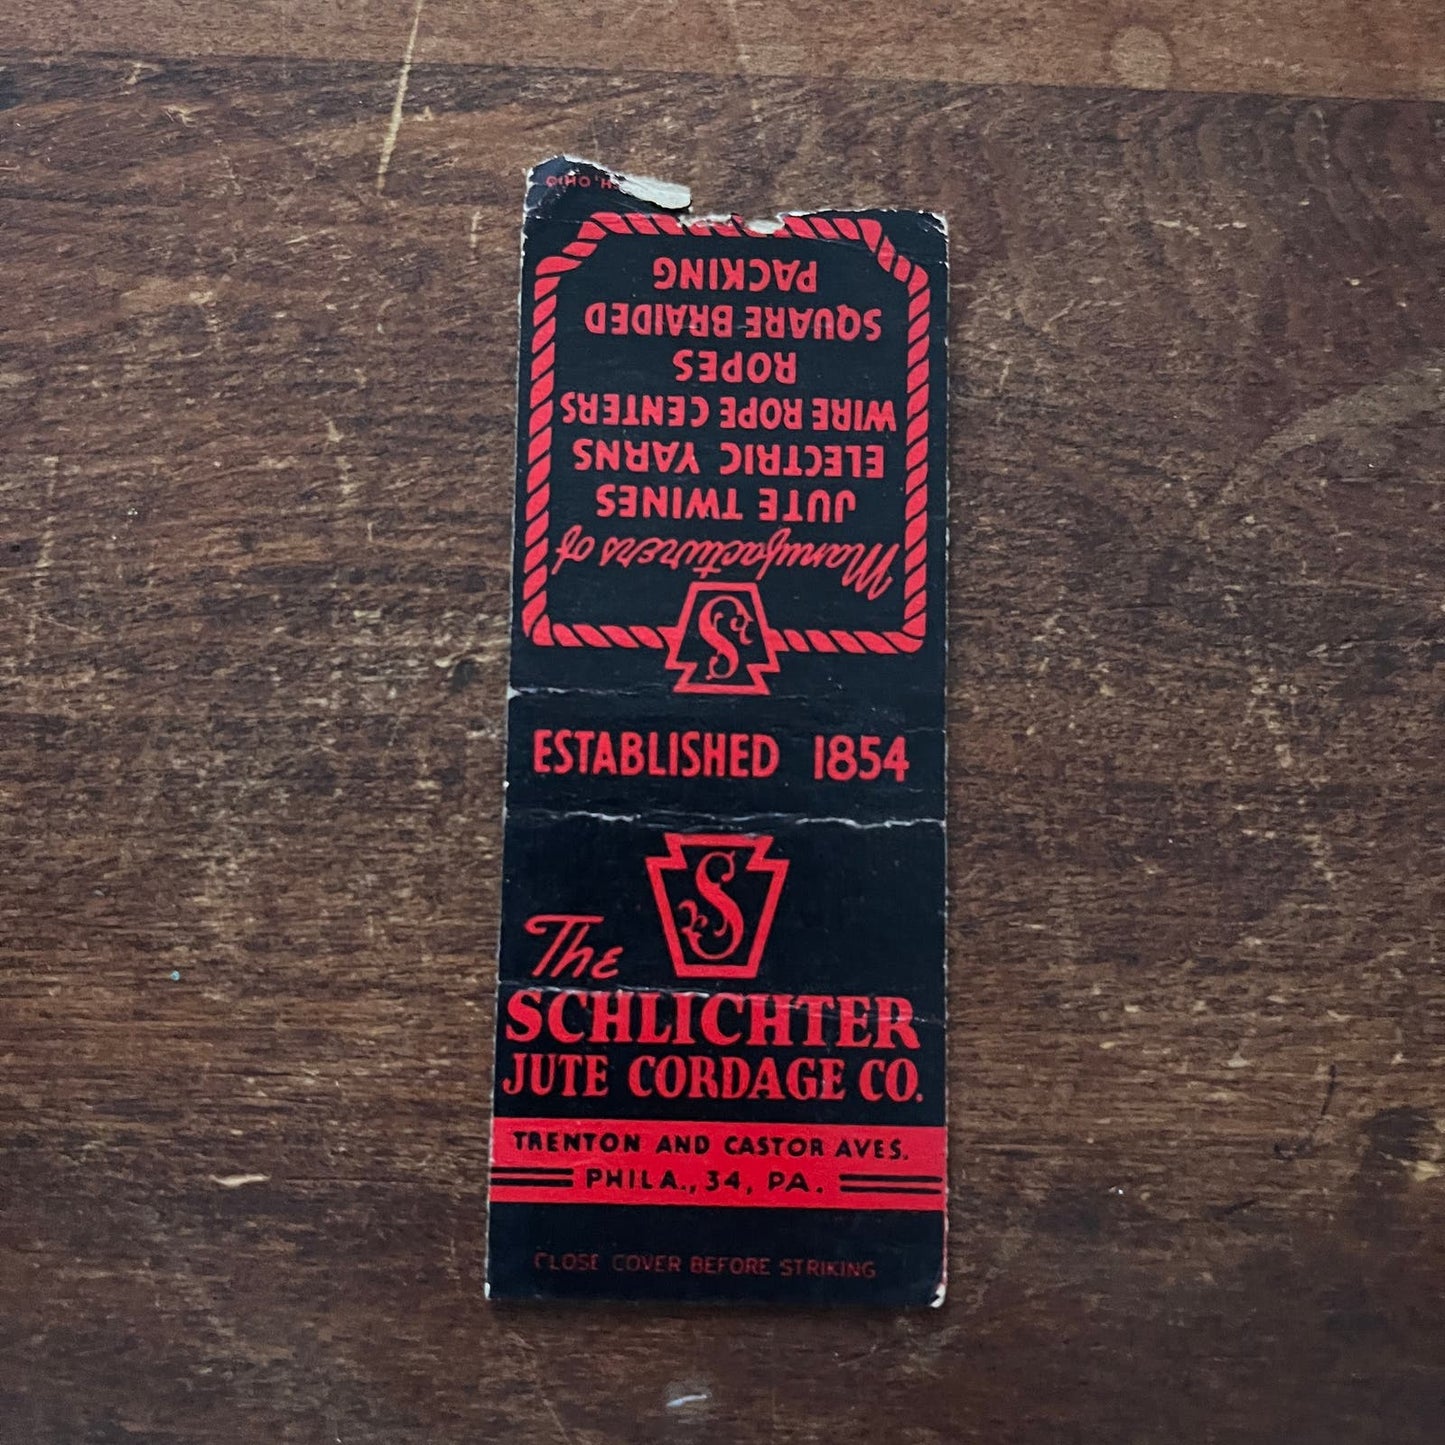 H, OHIO
Manufacturers of
JUTE TWINES
ELECTRIC YARNS
WIRE ROPE CENTERS
ROPES
SQUARE BRAIDED
PACKING
S
ESTABLISHED 1854
S
The
SCHLICHTER
JUTE CORDAGE CO.
TRENTON AND CASTOR AVES.
PHILA., 34, PA.
CLOSE COVER BEFORE STRIKING